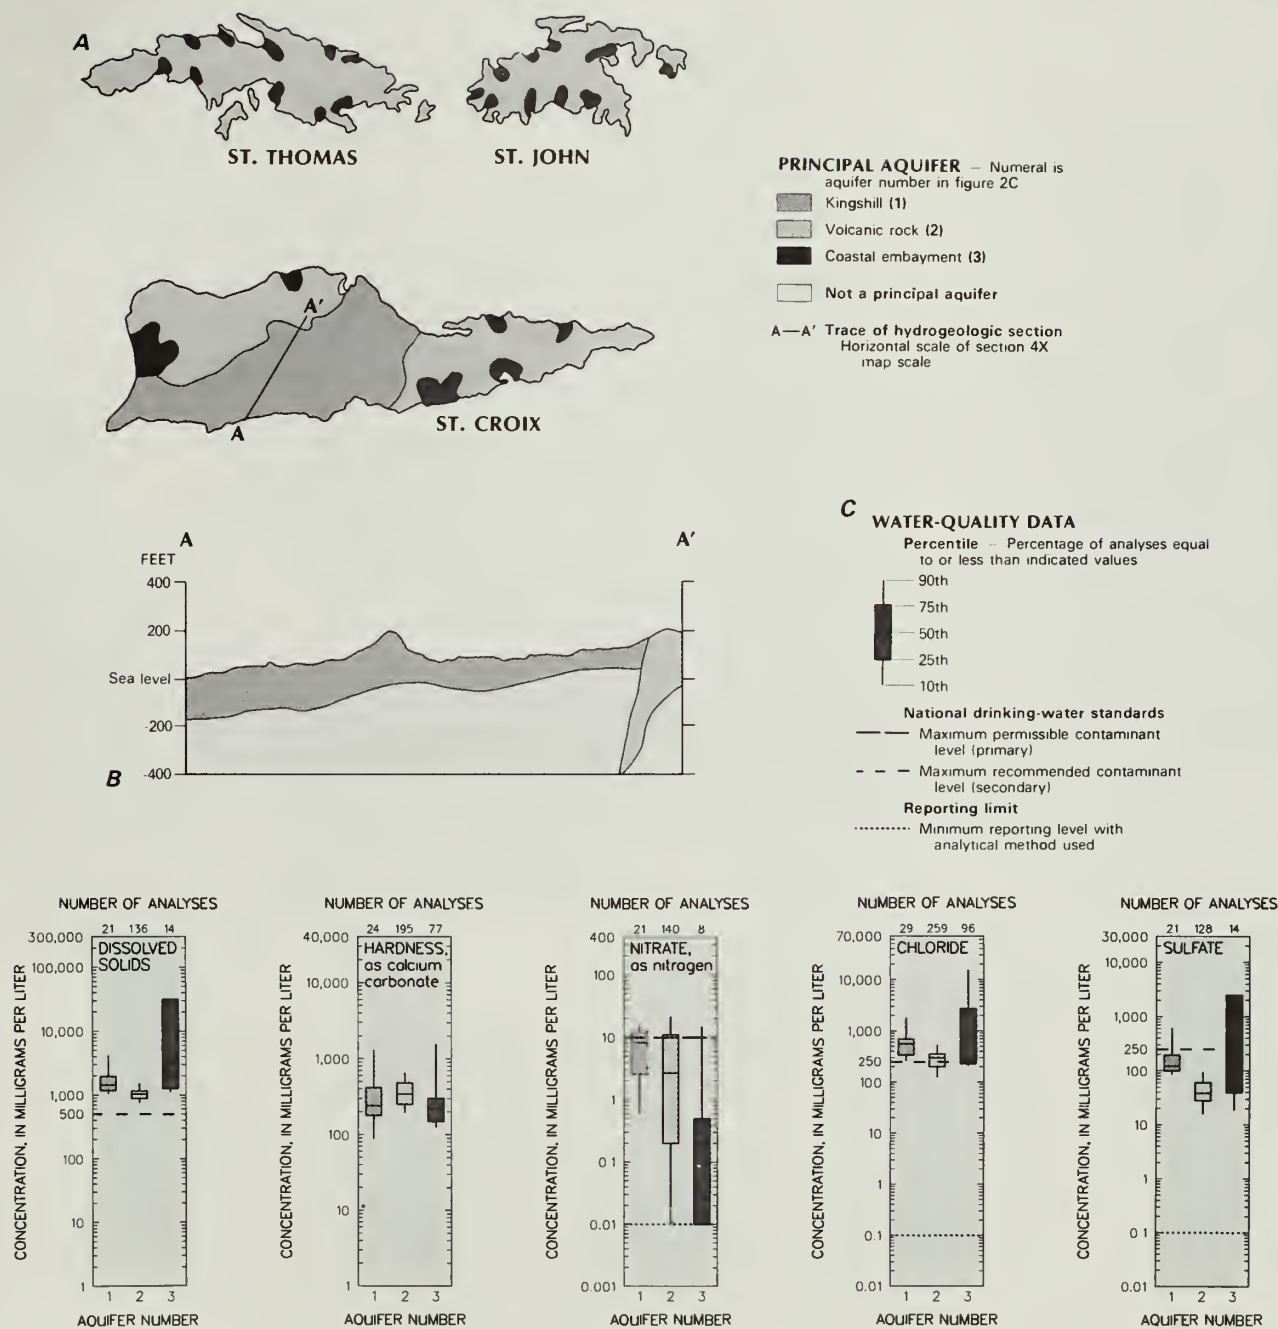 A
ST. THOMAS
ST. JOHN
PRINCIPAL AQUIFER – Numeral is
aquifer number in figure 2C
Kingshill (1)
Volcanic rock (2)
Coastal embayment (3)
Not a principal aquifer
A—A' Trace of hydrogeologic section
Horizontal scale of section 4X
map scale
A'
A
ST. CROIX
A
A'
FEET
400
200
Sea level
-200
-400
B
C
WATER-QUALITY DATA
Percentile – Percentage of analyses equal
to or less than indicated values
90th
75th
50th
25th
10th
National drinking-water standards
Maximum permissible contaminant
level (primary)
Maximum recommended contaminant
level (secondary)
Reporting limit
Minimum reporting level with
analytical method used
NUMBER OF ANALYSES
21 136 14
DISSOLVED
SOLIDS
CONCENTRATION, IN MILLIGRAMS PER LITER
300,000
100,000
10,000
1,000
500
100
10
1
1 2 3
AQUIFER NUMBER
NUMBER OF ANALYSES
24 195 77
HARDNESS,
as calcium
carbonate
CONCENTRATION, IN MILLIGRAMS PER LITER
40,000
10,000
1,000
100
10
1
1 2 3
AQUIFER NUMBER
NUMBER OF ANALYSES
21 140 8
NITRATE,
as nitrogen
CONCENTRATION, IN MILLIGRAMS PER LITER
400
100
10
1
0.1
0.01
0.001
1 2 3
AQUIFER NUMBER
NUMBER OF ANALYSES
29 259 96
CHLORIDE
CONCENTRATION, IN MILLIGRAMS PER LITER
70,000
10,000
1,000
250
100
10
1
0.1
0.01
1 2 3
AQUIFER NUMBER
NUMBER OF ANALYSES
21 128 14
SULFATE
CONCENTRATION, IN MILLIGRAMS PER LITER
30,000
10,000
1,000
250
100
10
1
0.1
0.01
1 2 3
AQUIFER NUMBER